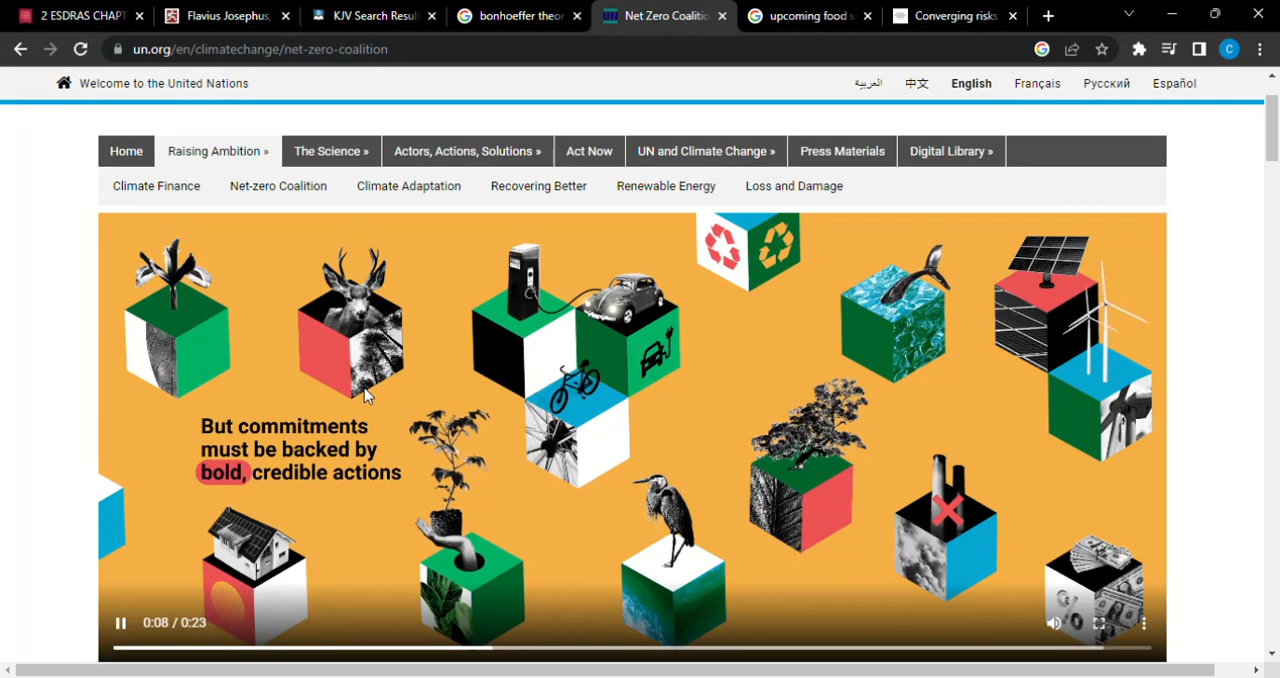 2 ESDRAS CHAPT
Flavius Josephus,
KJV Search Resul
bonhoeffer theor
UN
Net Zero Coalitio
upcoming food s
Converging risks
un.org/en/climatechange/net-zero-coalition
C
Welcome to the United Nations
العربية
中文
English
Français
Русский
Español
Home
Raising Ambition »
The Science »
Actors, Actions, Solutions »
Act Now
UN and Climate Change »
Press Materials
Digital Library »
Climate Finance
Net-zero Coalition
Climate Adaptation
Recovering Better
Renewable Energy
Loss and Damage
But commitments
must be backed by
bold, credible actions
0:08 / 0:23